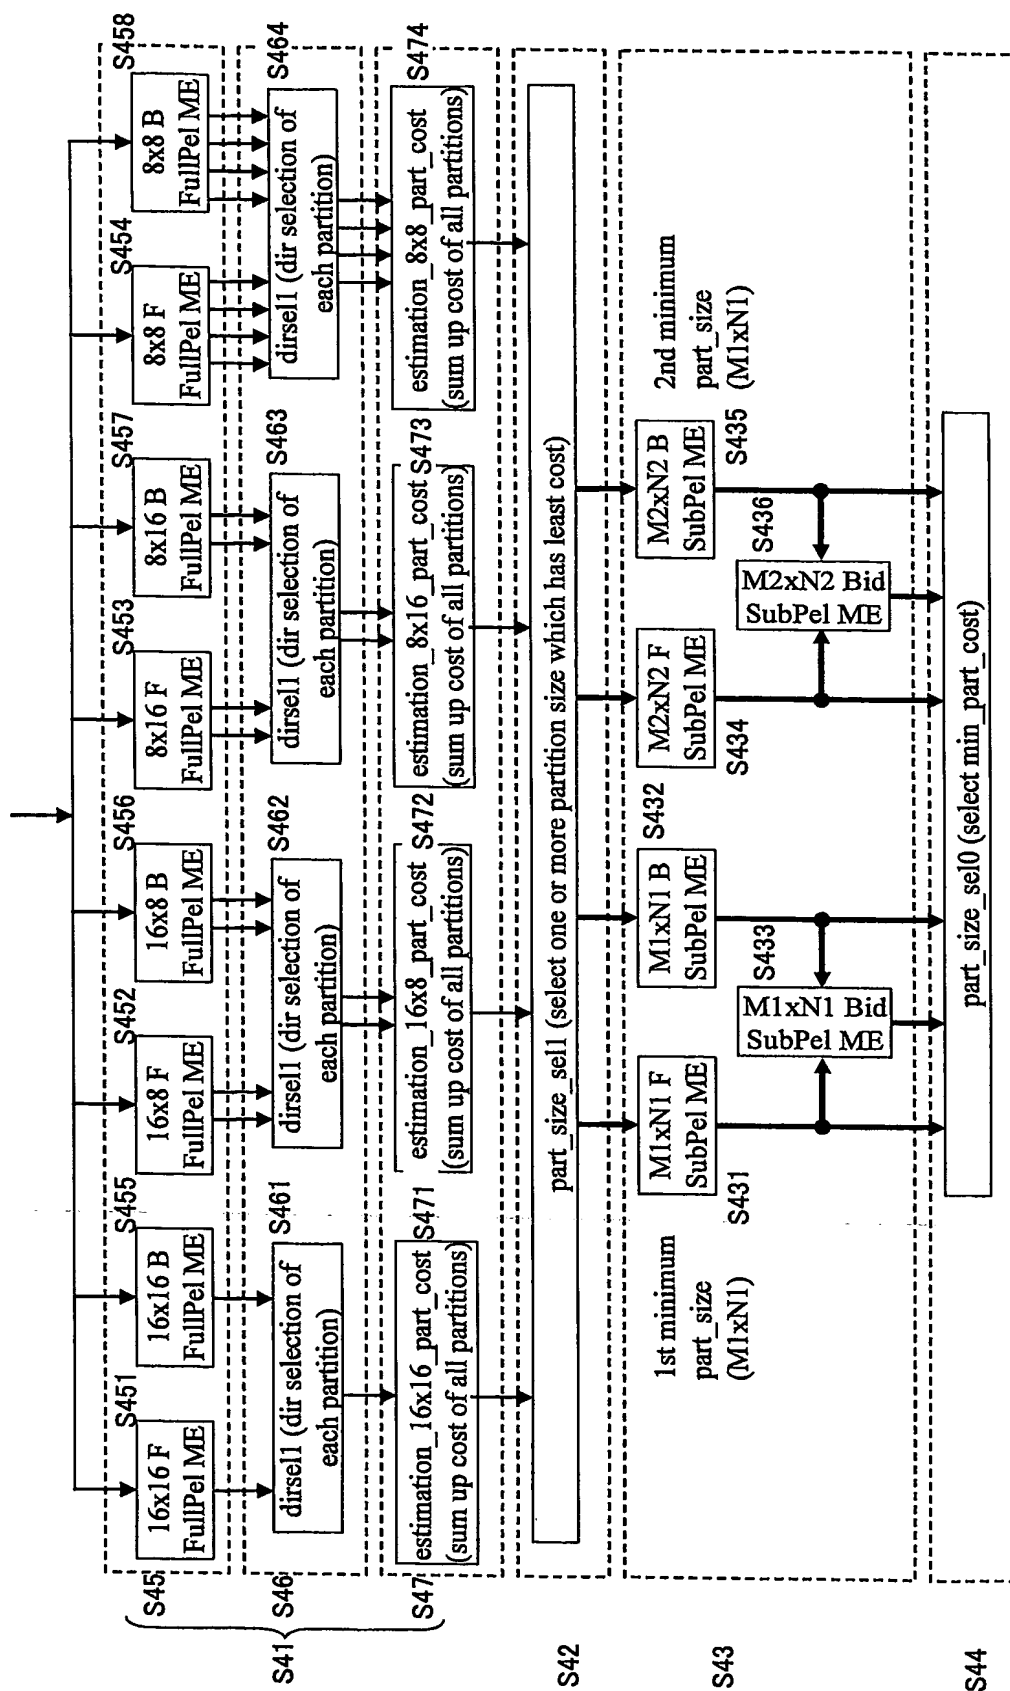 S451
S455
S452
S456
S453
S457
S454
S458
16x16 F
FullPel ME
16x16 B
FullPel ME
16x8 F
FullPel ME
16x8 B
FullPel ME
8x16 F
FullPel ME
8x16 B
FullPel ME
8x8 F
FullPel ME
8x8 B
FullPel ME
S45
S461
S462
S463
S464
dirsel1 (dir selection of
each partition)
dirsel1 (dir selection of
each partition)
dirsel1 (dir selection of
each partition)
dirsel1 (dir selection of
each partition)
S46
S41
S471
S472
S473
S474
estimation_16x16_part_cost
(sum up cost of all partitions)
estimation_16x8_part_cost
(sum up cost of all partitions)
estimation_8x16_part_cost
(sum up cost of all partitions)
estimation_8x8_part_cost
(sum up cost of all partitions)
S47
part_size_sel1 (select one or more partition size which has least cost)
S42
1st minimum
part_size
(M1xN1)
S431
M1xN1 F
SubPel ME
S432
M1xN1 B
SubPel ME
S433
M1xN1 Bid
SubPel ME
S434
M2xN2 F
SubPel ME
S435
M2xN2 B
SubPel ME
S436
M2xN2 Bid
SubPel ME
2nd minimum
part_size
(M1xN1)
S43
part_size_sel0 (select min_part_cost)
S44